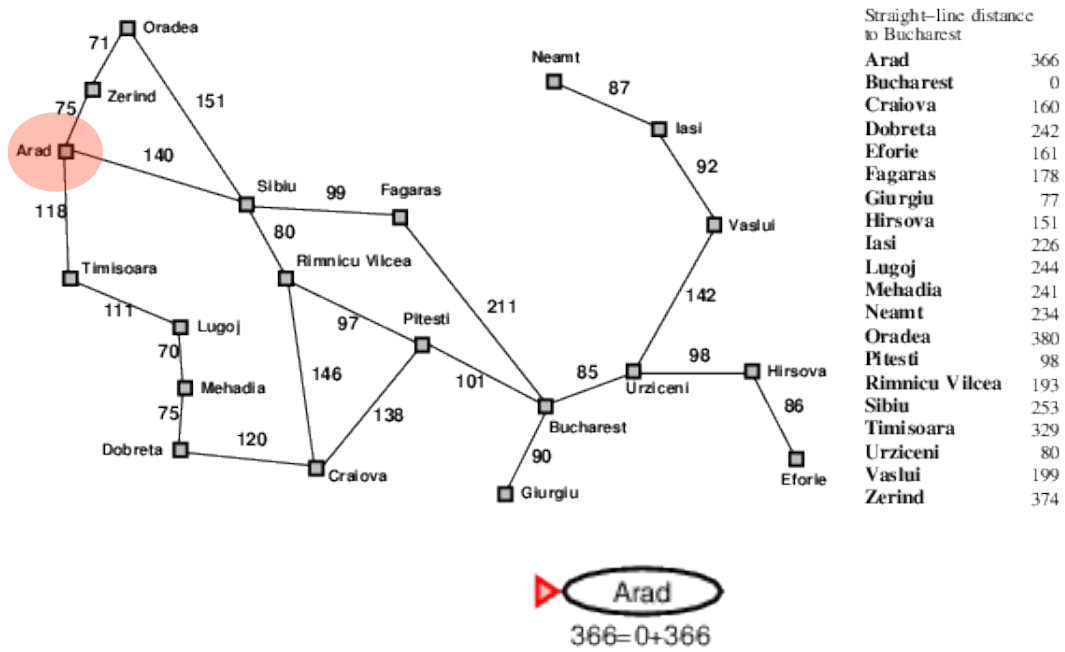 Oradea
71
Neamt
87
Zerind
151
75
Iasi
Arad
140
92
Sibiu
99
Fagaras
118
80
Vaslui
Rimnicu Vilcea
Timisoara
142
111
97
Pitesti
211
Lugoj
70
98
85
Hirsova
146
101
Urziceni
Mehadia
138
86
75
Bucharest
120
Dobreta
90
Craiova
Eforie
Giurgiu
Straight–line distance
to Bucharest
Arad 366
Bucharest 0
Craiova 160
Dobreta 242
Eforie 161
Fagaras 178
Giurgiu 77
Hirsova 151
Iasi 226
Lugoj 244
Mehadia 241
Neamt 234
Oradea 380
Pitesti 98
Rimnicu Vilcea 193
Sibiu 253
Timisoara 329
Urziceni 80
Vaslui 199
Zerind 374
Arad
366=0+366